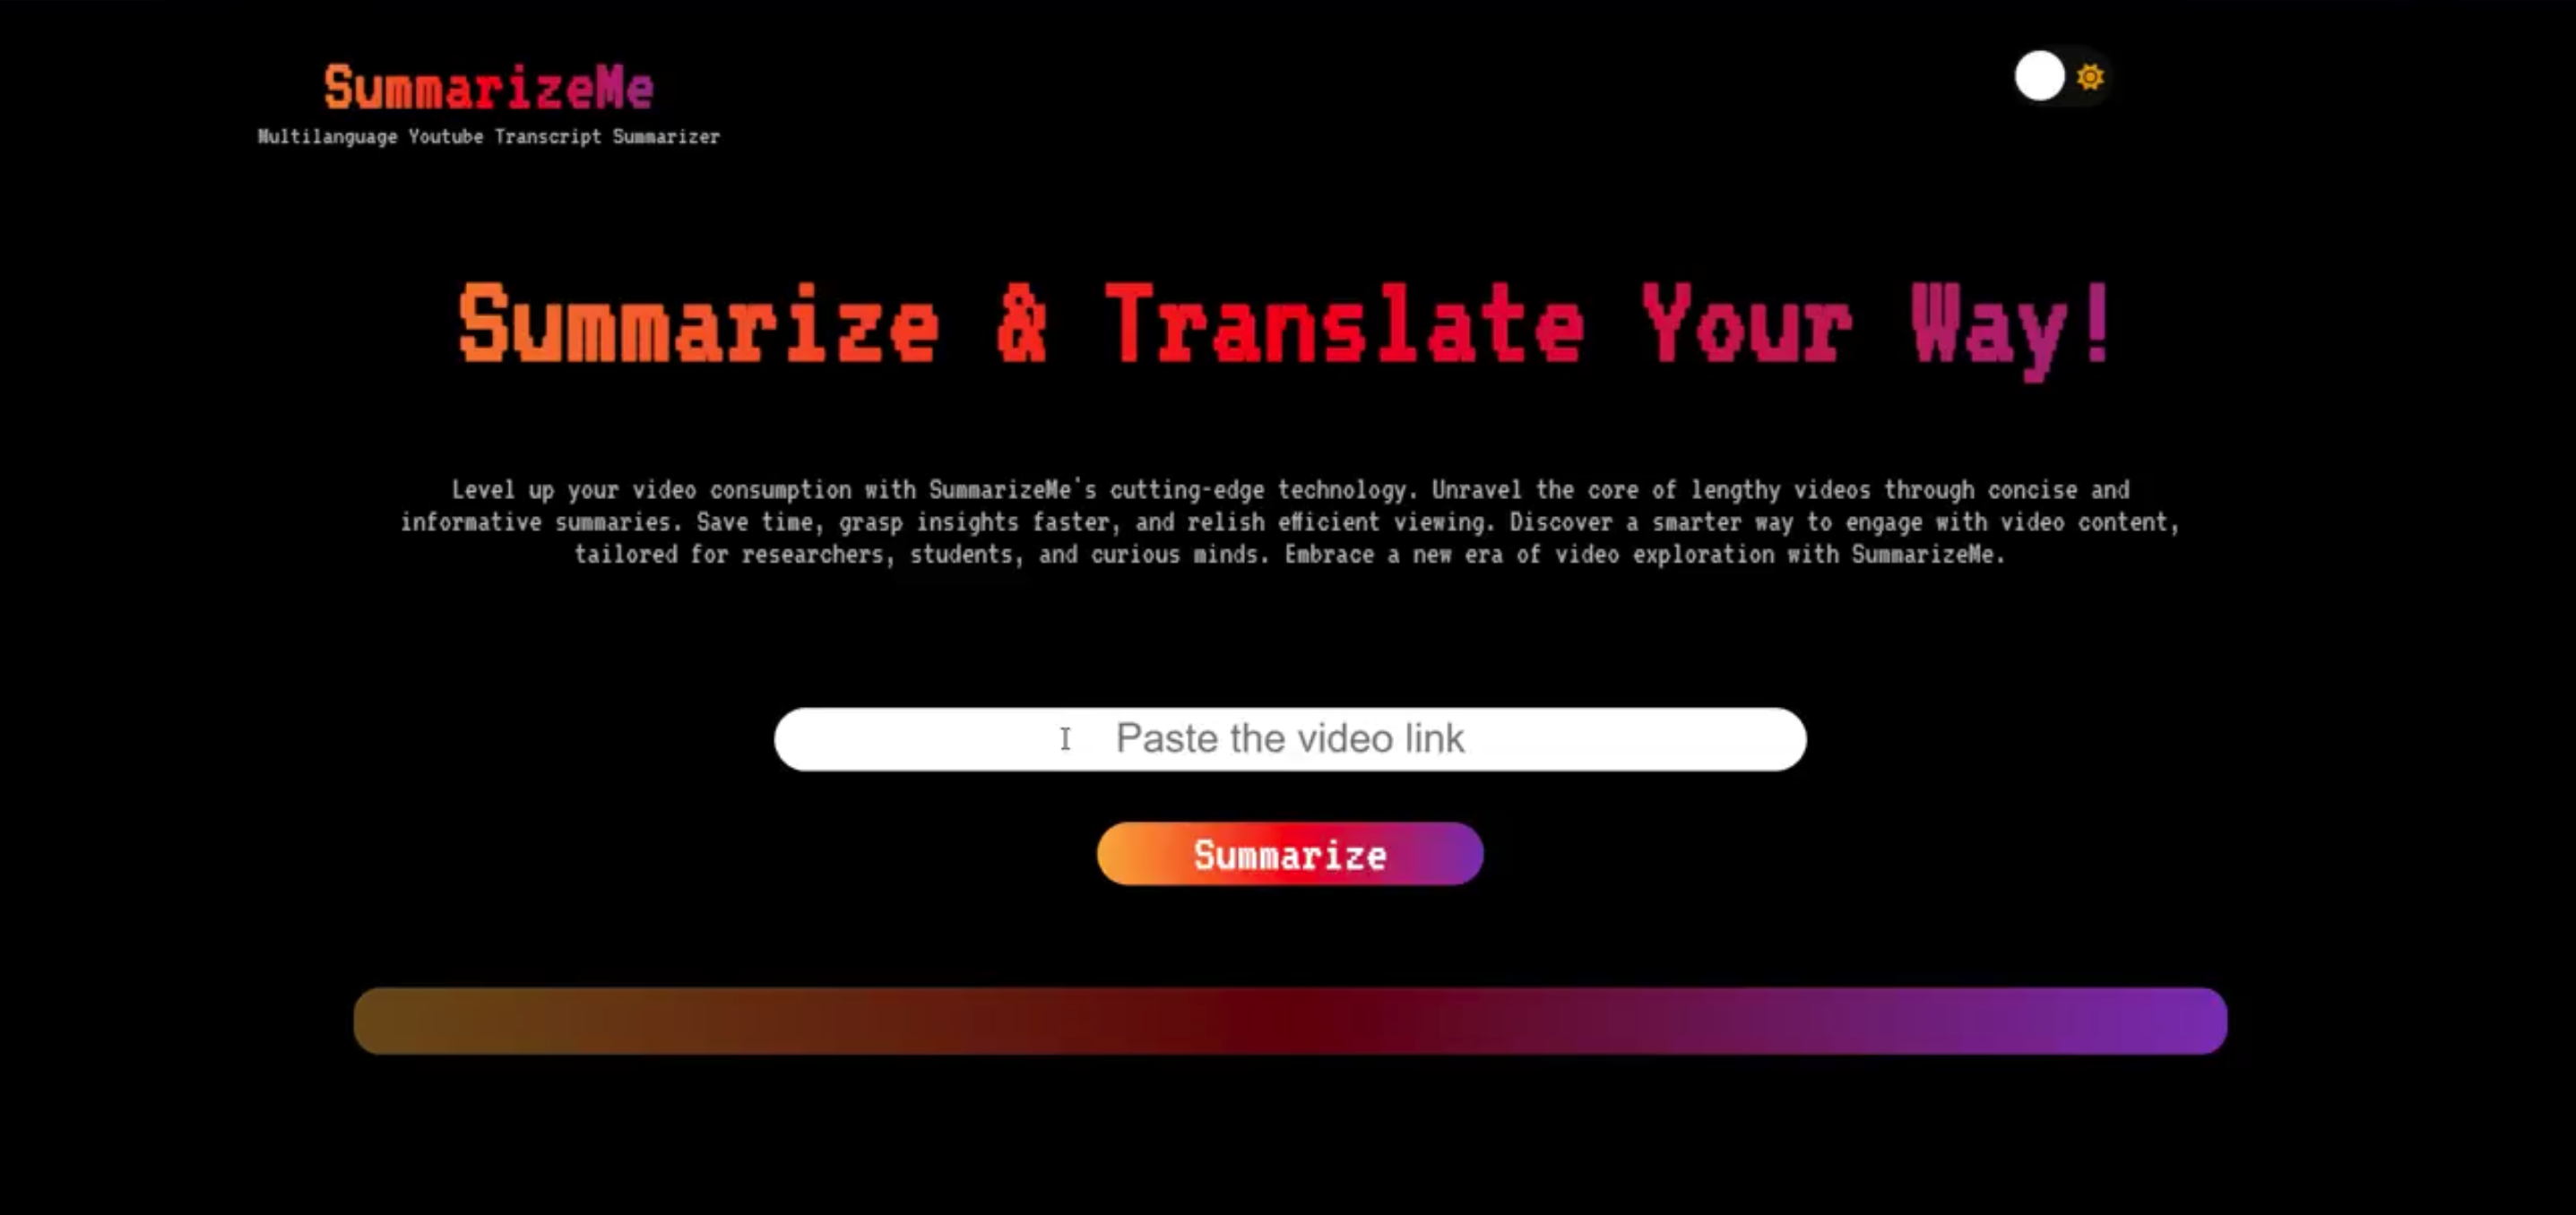 SummarizeMe
Multilanguage Youtube Transcript Summarizer
Summarize & Translate Your Way!
Level up your video consumption with SummarizeMe's cutting-edge technology. Unravel the core of lengthy videos through concise and
informative summaries. Save time, grasp insights faster, and relish efficient viewing. Discover a smarter way to engage with video content,
tailored for researchers, students, and curious minds. Embrace a new era of video exploration with SummarizeMe.
Paste the video link
Summarize